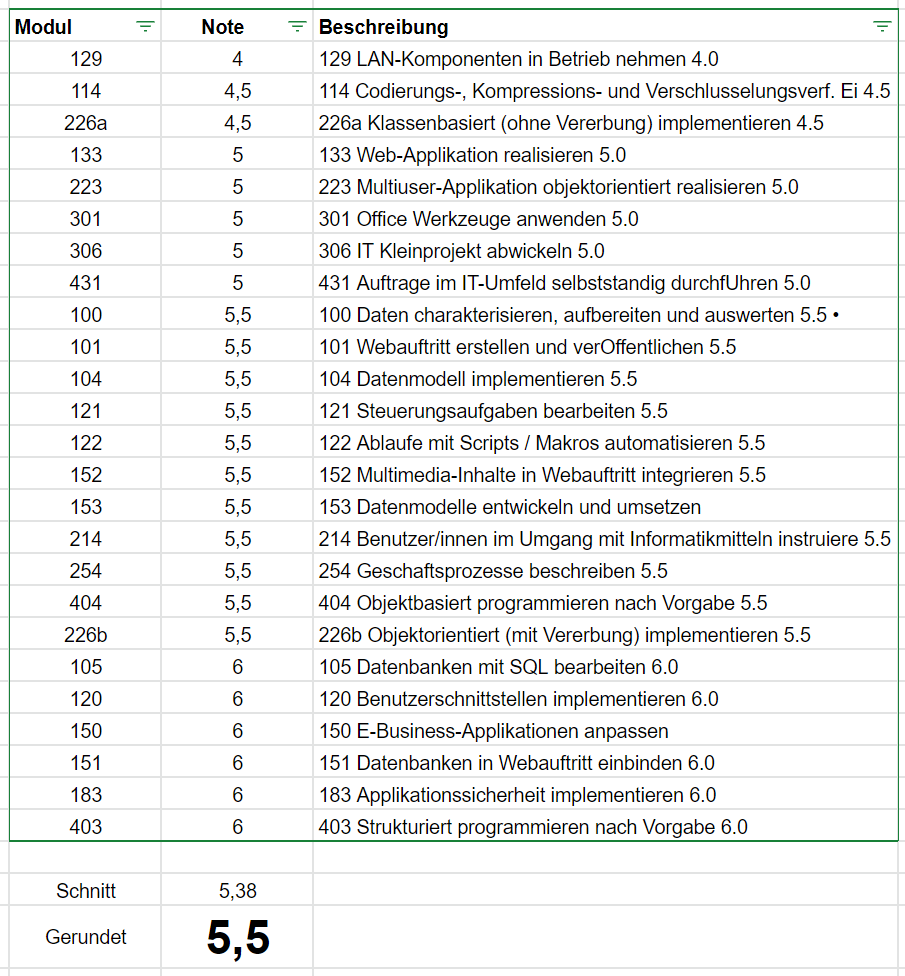 Modul Note Beschreibung
129 4 129 LAN-Komponenten in Betrieb nehmen 4.0
114 4,5 114 Codierungs-, Kompressions- und Verschlusselungsverf. Ei 4.5
226a 4,5 226a Klassenbasiert (ohne Vererbung) implementieren 4.5
133 5 133 Web-Applikation realisieren 5.0
223 5 223 Multiuser-Applikation objektorientiert realisieren 5.0
301 5 301 Office Werkzeuge anwenden 5.0
306 5 306 IT Kleinprojekt abwickeln 5.0
431 5 431 Auftrage im IT-Umfeld selbststandig durchfUhren 5.0
100 5,5 100 Daten charakterisieren, aufbereiten und auswerten 5.5 •
101 5,5 101 Webauftritt erstellen und verOffentlichen 5.5
104 5,5 104 Datenmodell implementieren 5.5
121 5,5 121 Steuerungsaufgaben bearbeiten 5.5
122 5,5 122 Ablaufe mit Scripts / Makros automatisieren 5.5
152 5,5 152 Multimedia-Inhalte in Webauftritt integrieren 5.5
153 5,5 153 Datenmodelle entwickeln und umsetzen
214 5,5 214 Benutzer/innen im Umgang mit Informatikmitteln instruiere 5.5
254 5,5 254 Geschaftsprozesse beschreiben 5.5
404 5,5 404 Objektbasiert programmieren nach Vorgabe 5.5
226b 5,5 226b Objektorientiert (mit Vererbung) implementieren 5.5
105 6 105 Datenbanken mit SQL bearbeiten 6.0
120 6 120 Benutzerschnittstellen implementieren 6.0
150 6 150 E-Business-Applikationen anpassen
151 6 151 Datenbanken in Webauftritt einbinden 6.0
183 6 183 Applikationssicherheit implementieren 6.0
403 6 403 Strukturiert programmieren nach Vorgabe 6.0
Schnitt 5,38
Gerundet 5,5